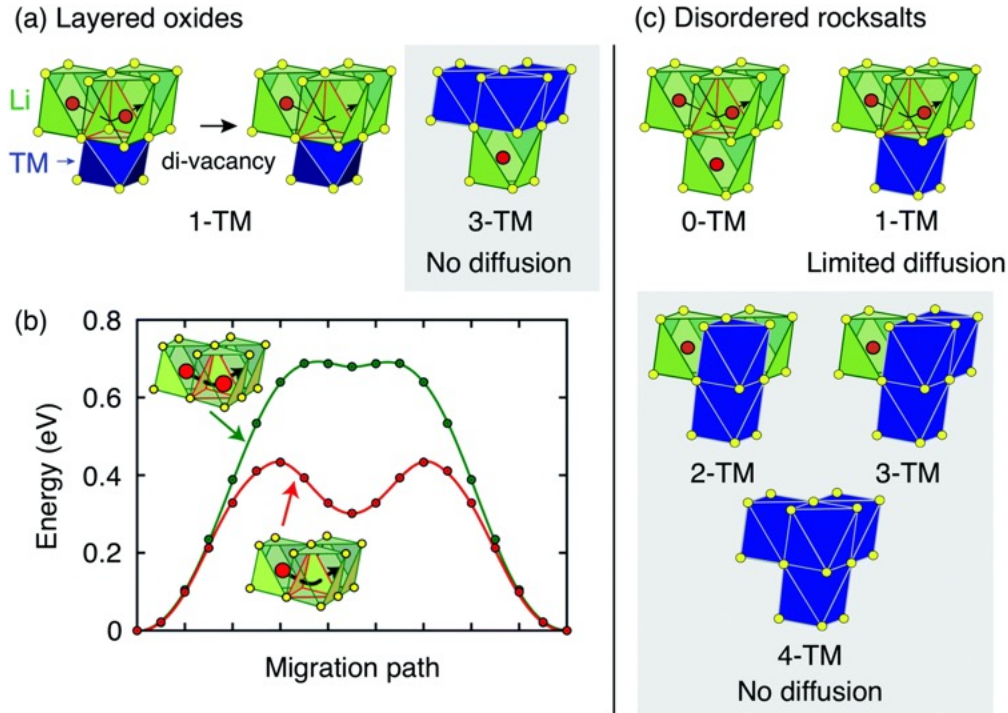 (a) Layered oxides
Li
TM
di-vacancy
1-TM
3-TM
No diffusion
(b)
0.8
0.6
0.4
0.2
0
Energy (eV)
Migration path
(c) Disordered rocksalts
0-TM
1-TM
Limited diffusion
2-TM
3-TM
4-TM
No diffusion